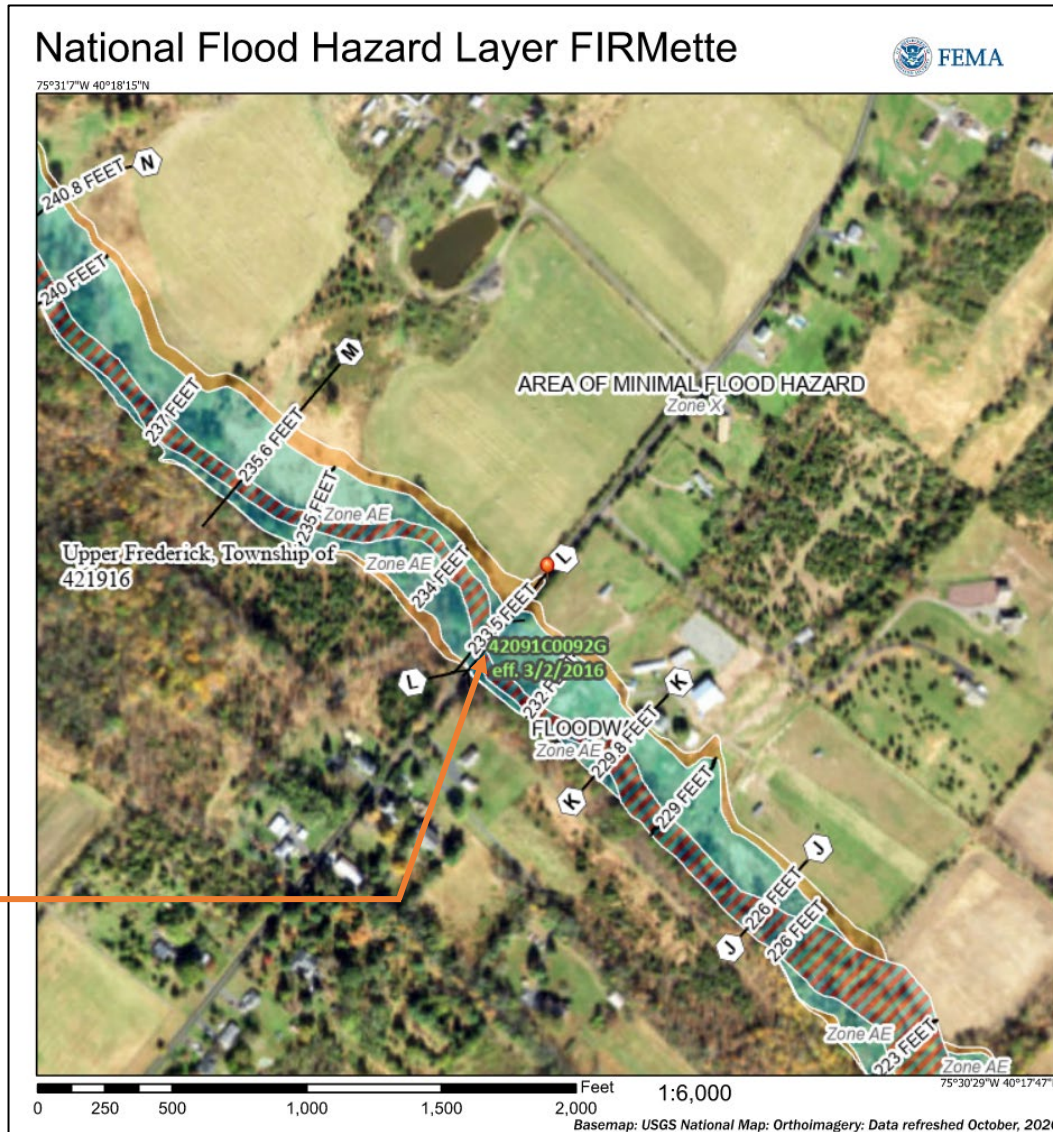 National Flood Hazard Layer FIRMette
FEMA
75°31'7"W 40°18'15"N
N
240.8 FEET
240 FEET
M
237 FEET
235.6 FEET
235 FEET
AREA OF MINIMAL FLOOD HAZARD
Zone X
Zone AE
Upper Frederick, Township of
421916
Zone AE
234 FEET
L
233.5 FEET
42091C0092G
eff. 3/2/2016
L
232
K
Zone AE
229.8 FEET
K
229 FEET
J
226 FEET
J
226 FEET
Zone AE
223 FEET
Zone AE
Feet
1:6,000
75°30'29"W 40°17'47"
0 250 500 1,000 1,500 2,000
Basemap: USGS National Map: Orthoimagery: Data refreshed October,